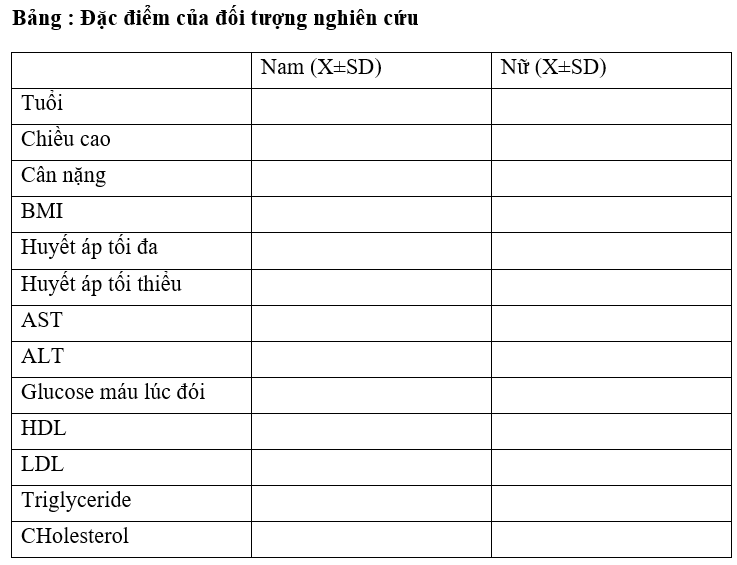 Bảng : Đặc điểm của đối tượng nghiên cứu
Nam (X±SD) Nữ (X±SD)
Tuổi
Chiều cao
Cân nặng
BMI
Huyết áp tối đa
Huyết áp tối thiểu
AST
ALT
Glucose máu lúc đói
HDL
LDL
Triglyceride
CHolesterol